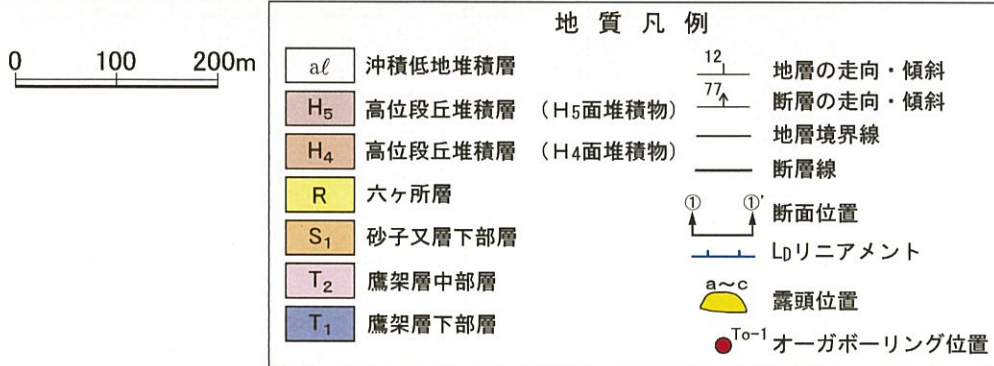 0 100 200m
地質凡例
aℓ 沖積低地堆積層
H5 高位段丘堆積層 (H5面堆積物)
H4 高位段丘堆積層 (H4面堆積物)
R 六ヶ所層
S1 砂子又層下部層
T2 鷹架層中部層
T1 鷹架層下部層
12 地層の走向・傾斜
77 断層の走向・傾斜
地層境界線
断層線
① ①' 断面位置
LDリニアメント
a～c 露頭位置
To-1 オーガボーリング位置